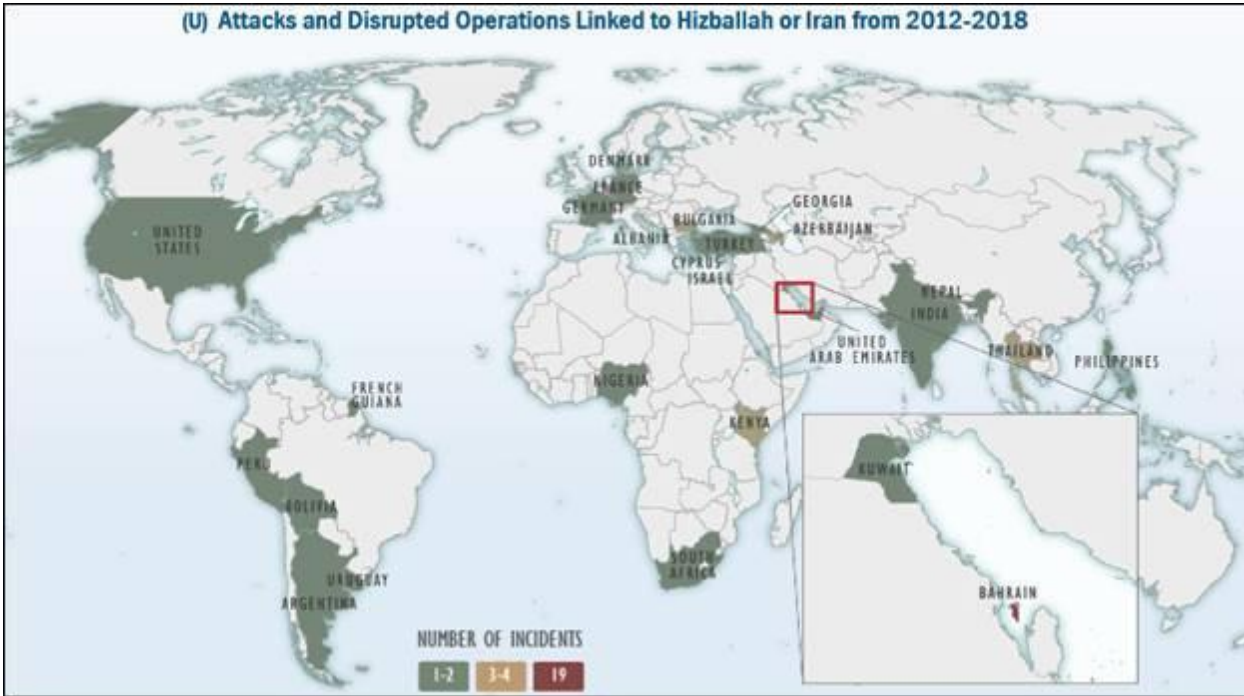 (U) Attacks and Disrupted Operations Linked to Hizballah or Iran from 2012-2018
DENMARK
FRANCE
GERMANY
GEORGIA
BULGARIA
AZERBAIJAN
UNITED
STATES
ALBANIA
TURKEY
CYPRUS
ISRAEL
NEPAL
INDIA
UNITED
ARAB EMIRATES
THAILAND
PHILIPPINES
FRENCH
GUIANA
NIGERIA
KENYA
PERU
BOLIVIA
KUWAIT
SOUTH
AFRICA
URUGUAY
ARGENTINA
BAHRAIN
NUMBER OF INCIDENTS
1-2
3-4
19